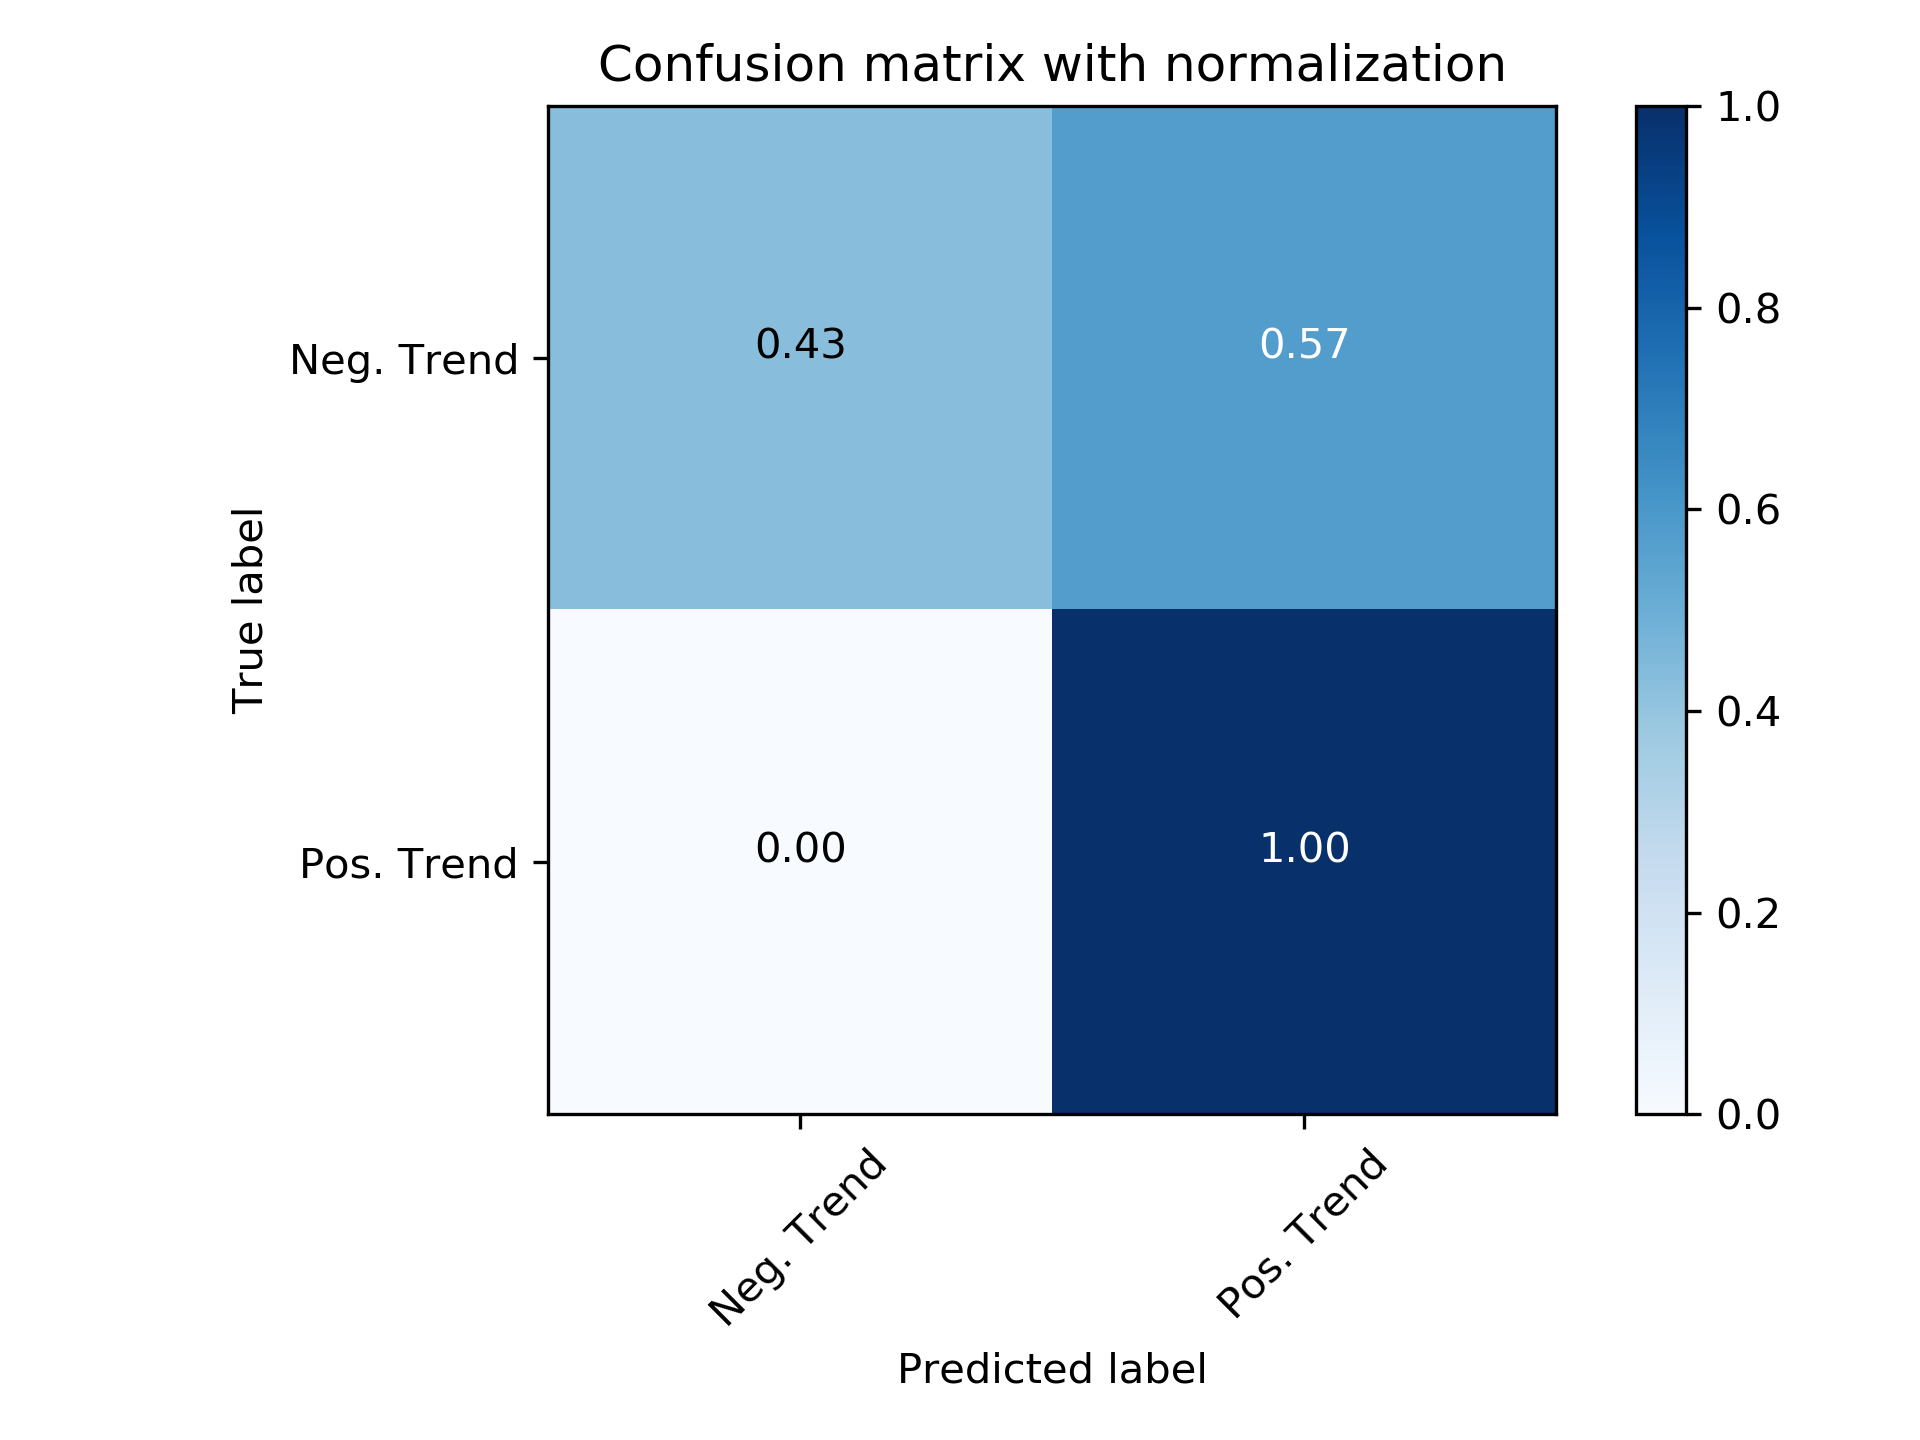 Confusion matrix with normalization
1.0
0.8
0.6
0.4
0.2
0.0
True label
Neg. Trend
0.43
0.57
Pos. Trend
0.00
1.00
Neg. Trend
Pos. Trend
Predicted label